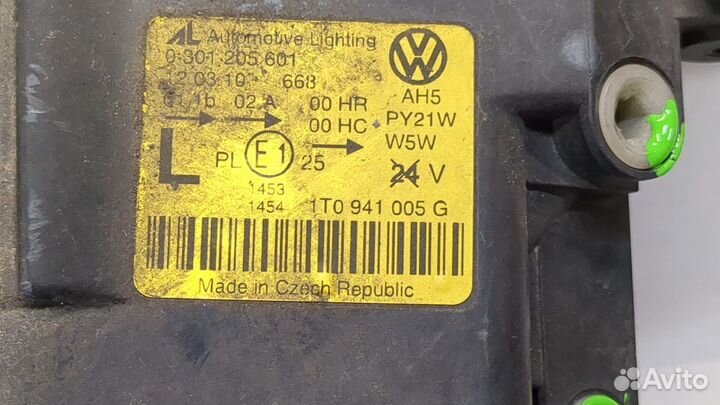 AL Automotive Lighting
0 301 205 601
12.03.10 668
01 1b 02 A 00 HR
00 HC
AH5
PY21W
W5W
L PL E1 25
24 V
1453
1454 1T0 941 005 G
Made in Czech Republic
Avito